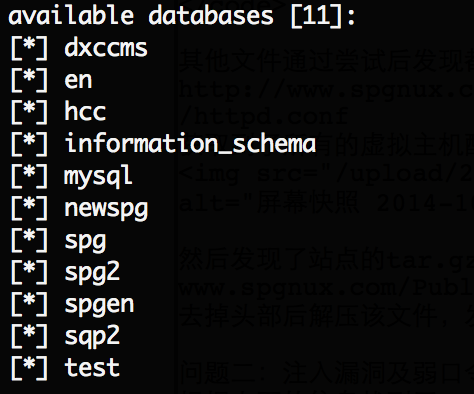 available databases [11]:
[*] dxccms
[*] en
[*] hcc
[*] information_schema
[*] mysql
[*] newspg
[*] spg
[*] spg2
[*] spgen
[*] sqp2
[*] test
其他文件通过尝试后发现
http://www.spgnux.c
/httpd.conf
有的虚拟主机
<img src="/upload/2
alt="屏幕快照 2014-1
然后发现了站点的tar.gz
www.spgnux.com/Publ
去掉头部后解压该文件，
问题二：注入漏洞及弱口